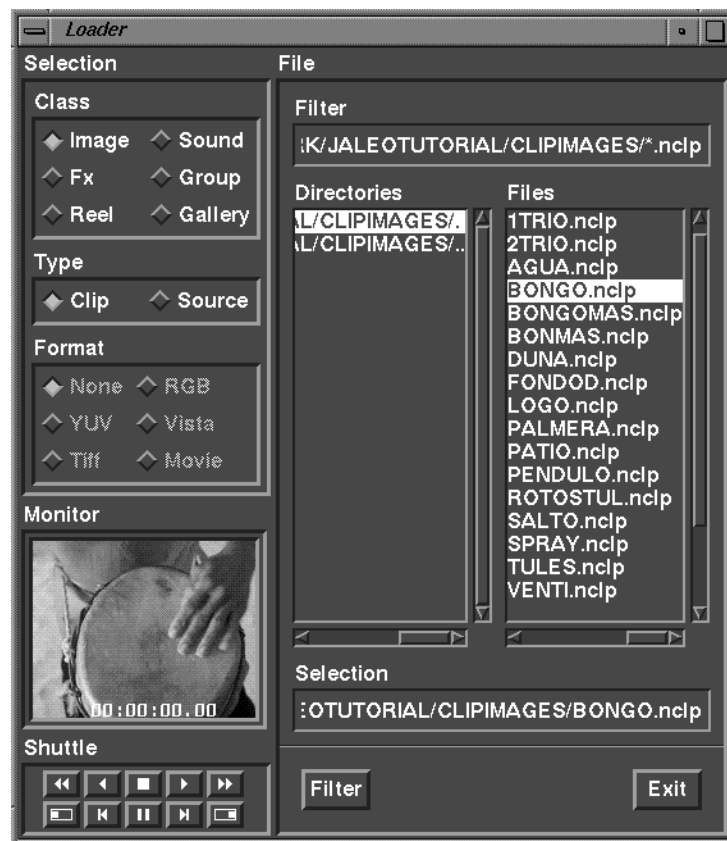 Loader
Selection
Class
Image Sound
Fx Group
Reel Gallery
Type
Clip Source
Format
None RGB
YUV Vista
Tiff Movie
Monitor
00:00:00.00
Shuttle
File
Filter
K/JALEOTUTORIAL/CLIPIMAGES/*.nclp
Directories
L/CLIPIMAGES/.
L/CLIPIMAGES/..
Files
1TRIO.nclp
2TRIO.nclp
AGUA.nclp
BONGO.nclp
BONGOMAS.nclp
BONMAS.nclp
DUNA.nclp
FONDOD.nclp
LOGO.nclp
PALMERA.nclp
PATIO.nclp
PENDULO.nclp
ROTOSTUL.nclp
SALTO.nclp
SPRAY.nclp
TULES.nclp
VENTI.nclp
Selection
OTUTORIAL/CLIPIMAGES/BONGO.nclp
Filter Exit